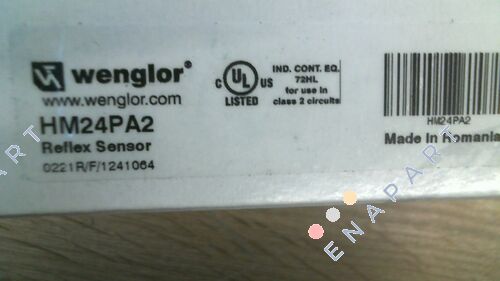 wenglor®
www.wenglor.com
HM24PA2
Reflex Sensor
0221R/F/1241064
C UL US
LISTED
IND. CONT. EQ.
72HL
for use in
class 2 circuits
HM24PA2
Made in Romania
ENAPART
ENAPART